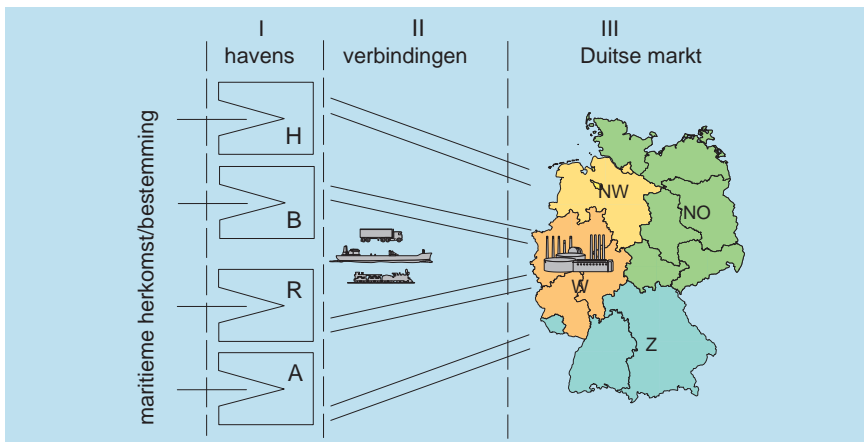 I
havens
II
verbindingen
III
Duitse markt
maritieme herkomst/bestemming
H
B
R
A
NW
NO
W
Z